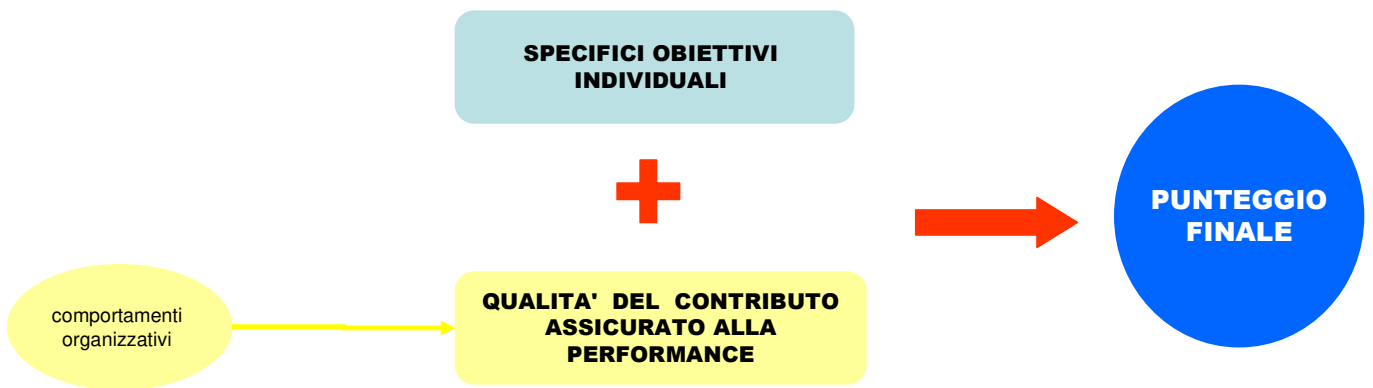 SPECIFICI OBIETTIVI
INDIVIDUALI
PUNTEGGIO
FINALE
comportamenti
organizzativi
QUALITA' DEL CONTRIBUTO
ASSICURATO ALLA
PERFORMANCE